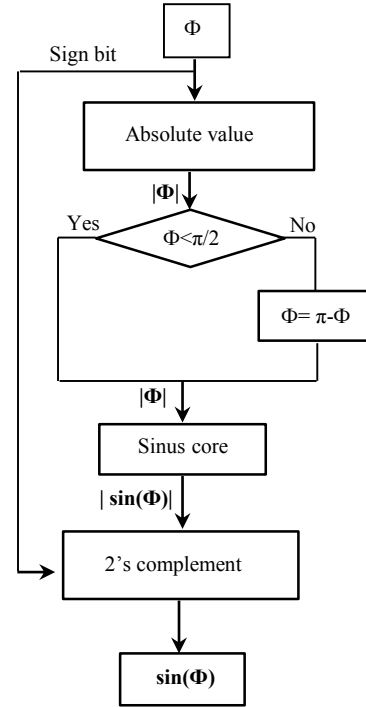 Φ
Sign bit
Absolute value
|Φ|
Yes
No
Φ<π/2
Φ= π-Φ
|Φ|
Sinus core
| sin(Φ)|
2’s complement
sin(Φ)